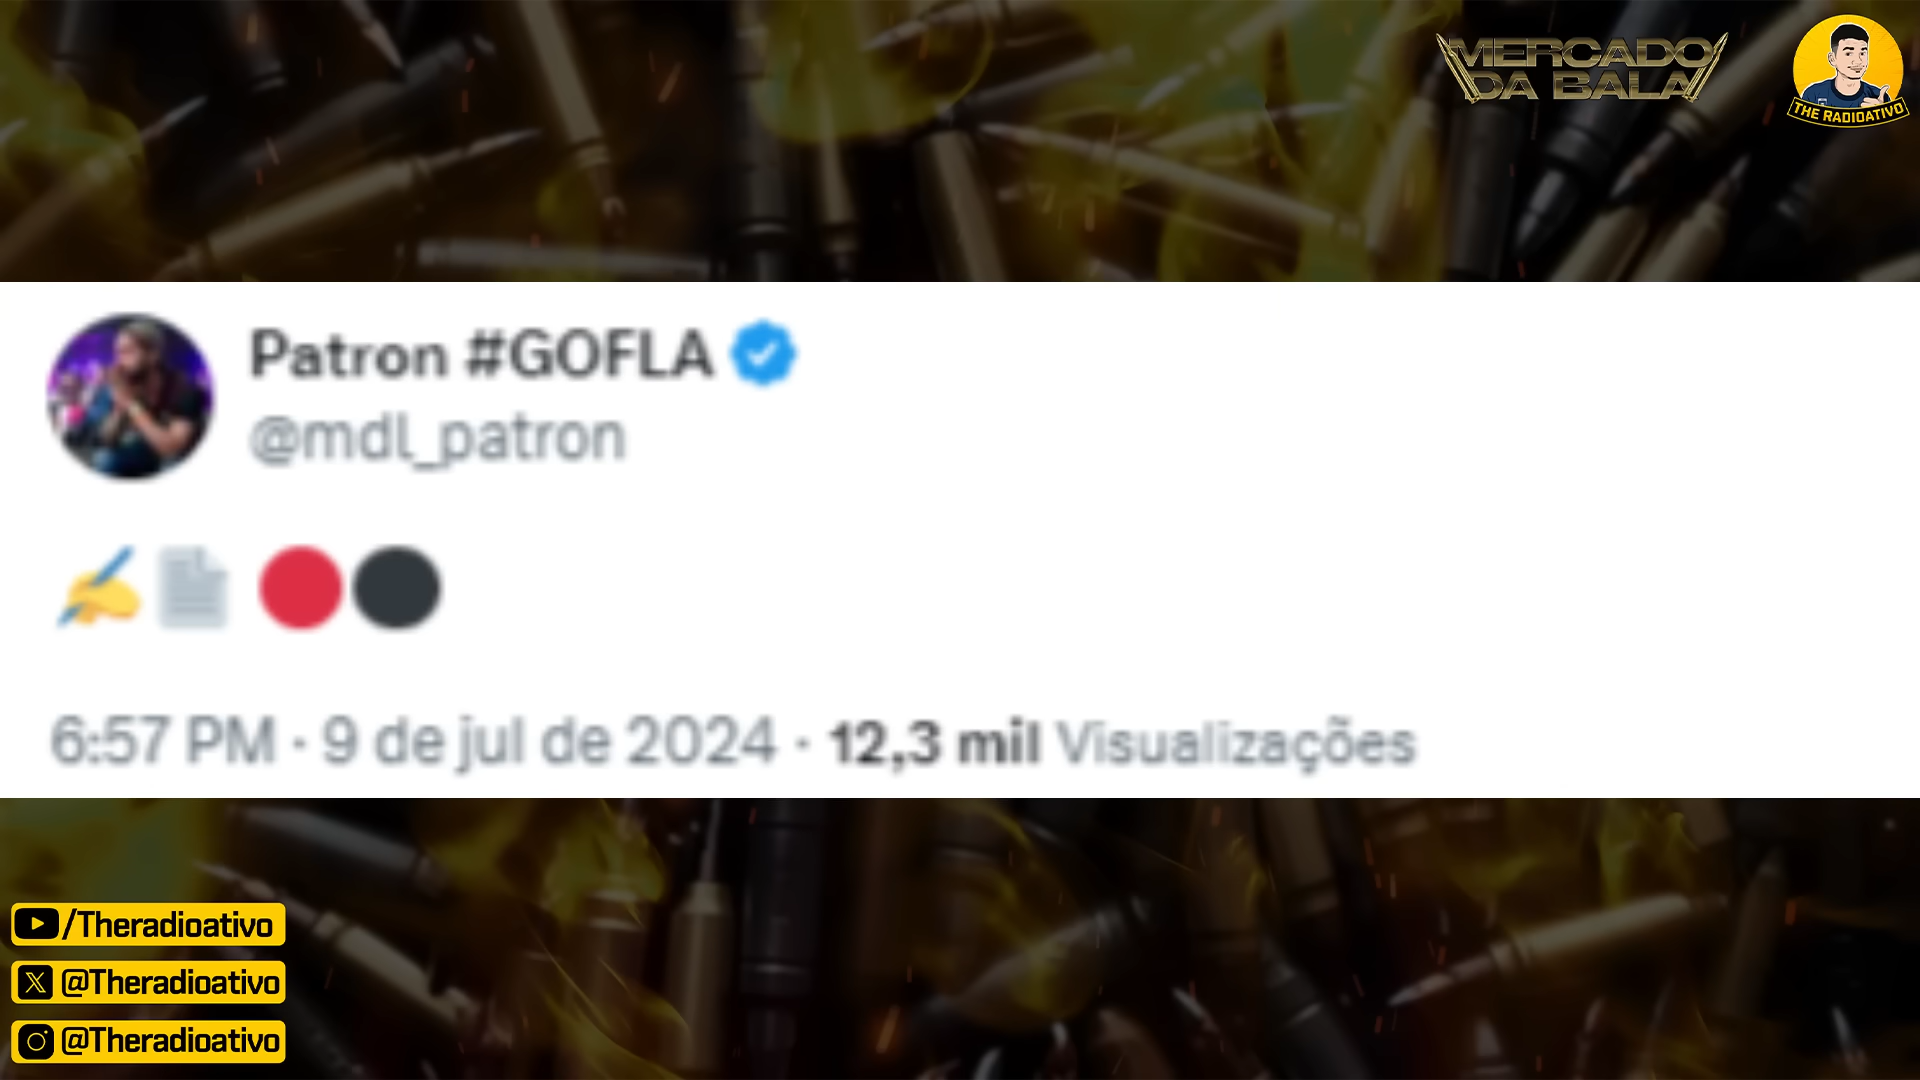 MERCADO
DA BALA
THE RADIOATIVO
Patron #GOFLA
@mdl_patron
✍️📄 🔴⚫
6:57 PM · 9 de jul de 2024 · 12,3 mil Visualizações
/Theradioativo
@Theradioativo
@Theradioativo